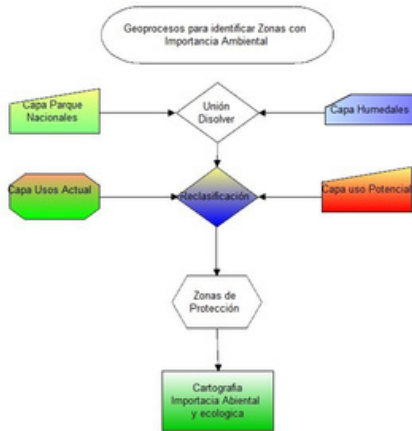 Geoprocesos para identificar Zonas con
Importancia Ambiental
Capa Parque
Nacionales
Unión
Disolver
Capa Humedales
Capa Usos Actual
Reclasificación
Capa uso Potencial
Zonas de
Protección
Cartografia
Importacia Abiental
y ecologica